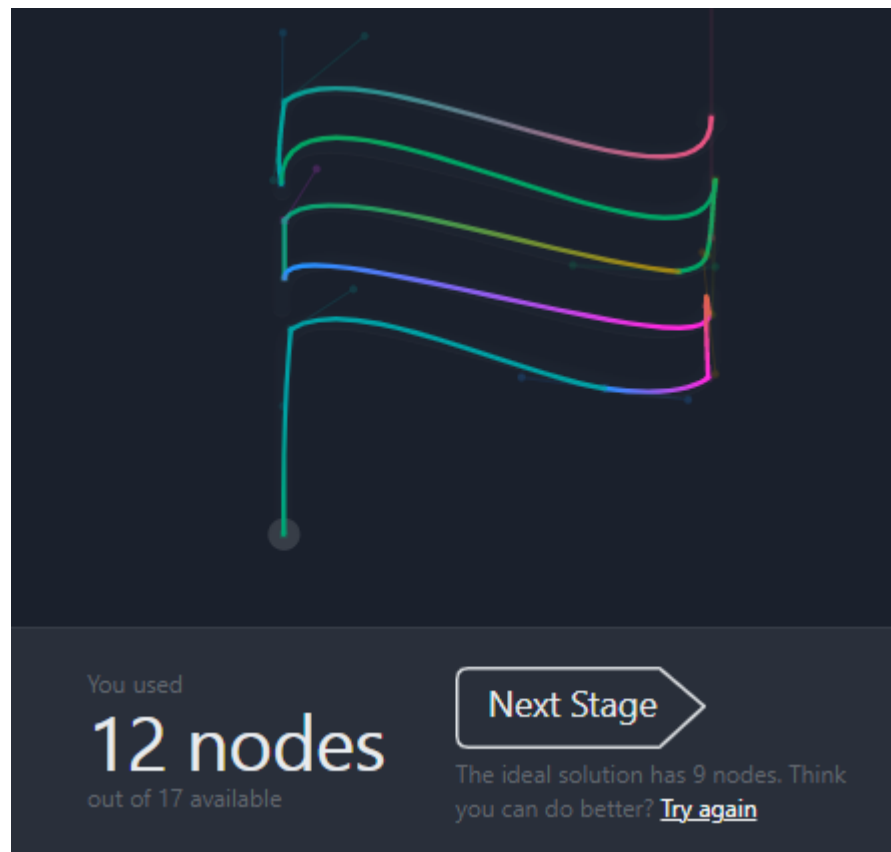 You used
12 nodes
out of 17 available
Next Stage
The ideal solution has 9 nodes. Think
you can do better? Try again